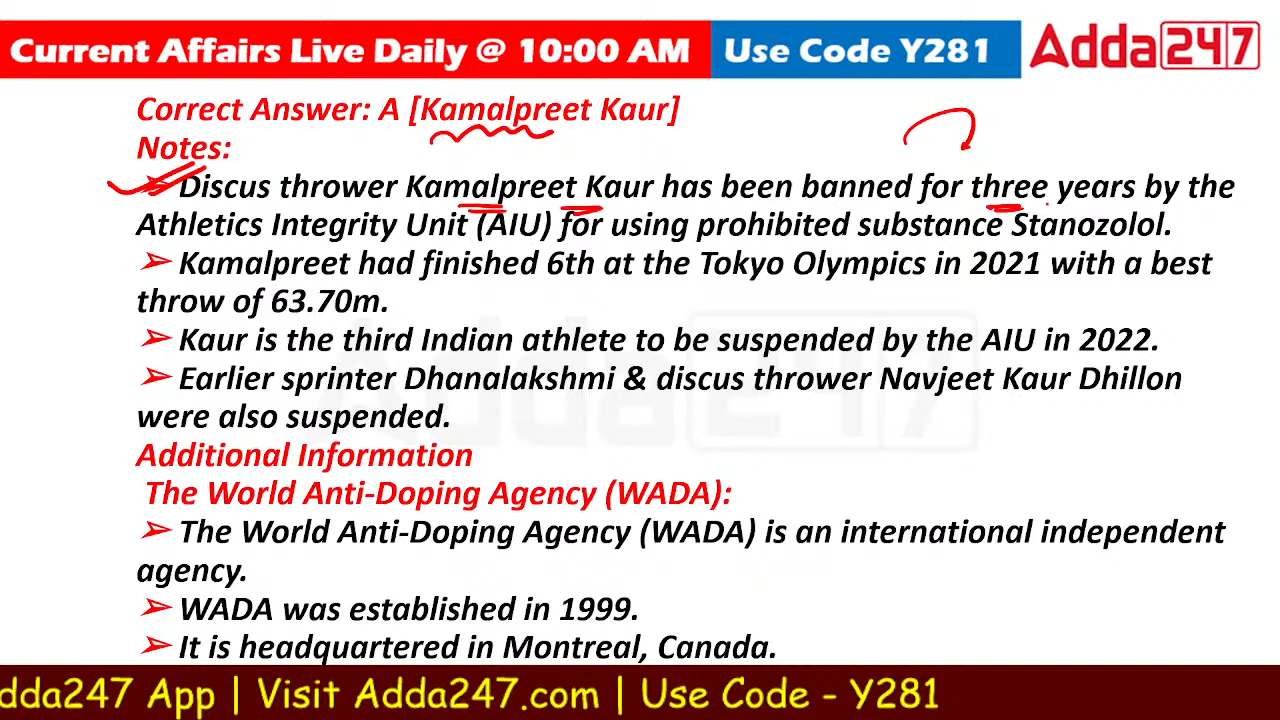 Current Affairs Live Daily @ 10:00 AM Use Code Y281 Adda247
Correct Answer: A [Kamalpreet Kaur]
Notes:
➢ Discus thrower Kamalpreet Kaur has been banned for three years by the
Athletics Integrity Unit (AIU) for using prohibited substance Stanozolol.
➢ Kamalpreet had finished 6th at the Tokyo Olympics in 2021 with a best
throw of 63.70m.
➢ Kaur is the third Indian athlete to be suspended by the AIU in 2022.
➢ Earlier sprinter Dhanalakshmi & discus thrower Navjeet Kaur Dhillon
were also suspended.
Additional Information
The World Anti-Doping Agency (WADA):
➢ The World Anti-Doping Agency (WADA) is an international independent
agency.
➢ WADA was established in 1999.
➢ It is headquartered in Montreal, Canada.
dda247 App | Visit Adda247.com | Use Code - Y281
Adda247